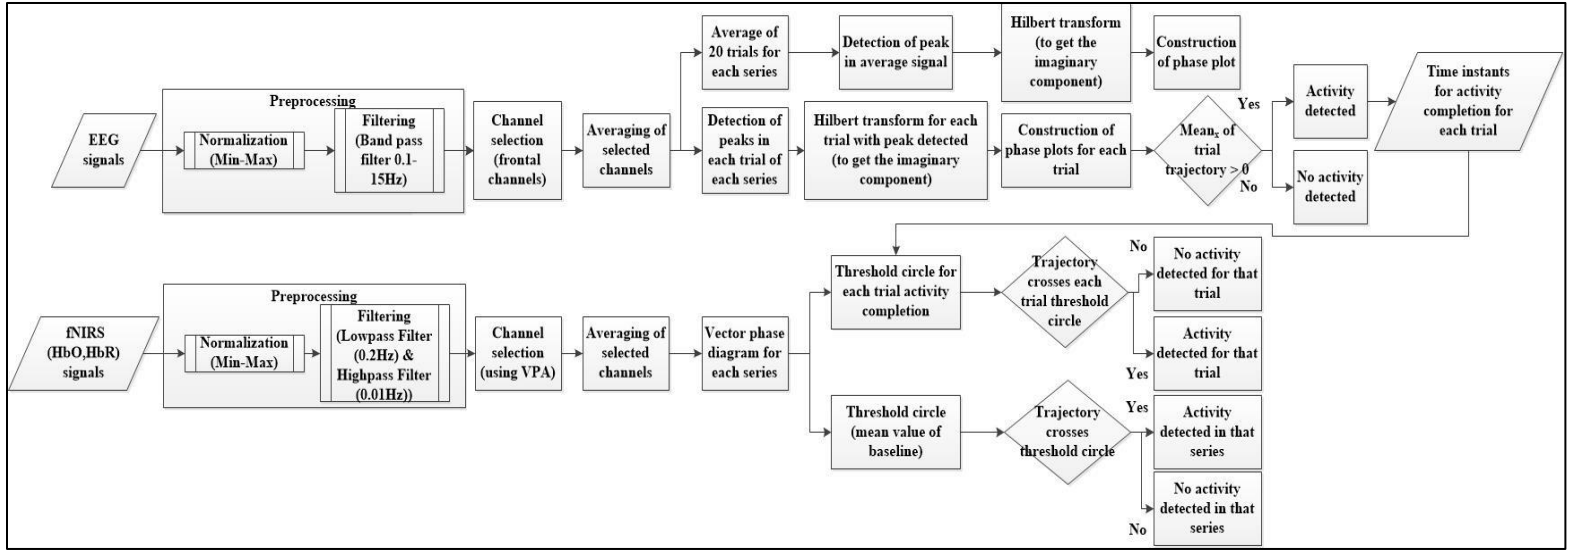 EEG
signals
Preprocessing
Normalization
(Min-Max)
Filtering
(Band pass
filter 0.1-
15Hz)
Channel
selection
(frontal
channels)
Averaging of
selected
channels
Average of
20 trials for
each series
Detection of peak
in average signal
Hilbert transform
(to get the
imaginary
component)
Construction
of phase plot
Detection of
peaks in
each trial of
each series
Hilbert transform for each
trial with peak detected
(to get the imaginary
component)
Construction of
phase plots for each
trial
Meanₓ of
trial
trajectory > 0
Yes
No
Activity
detected
No activity
detected
Time instants
for activity
completion for
each trial
fNIRS
(HbO,HbR)
signals
Preprocessing
Normalization
(Min-Max)
Filtering
(Lowpass Filter
(0.2Hz) &
Highpass Filter
(0.01Hz))
Channel
selection
(using VPA)
Averaging of
selected
channels
Vector phase
diagram for
each series
Threshold circle for
each trial activity
completion
Trajectory
crosses each
trial threshold
circle
No
No activity
detected for that
trial
Yes
Activity
detected for that
trial
Threshold circle
(mean value of
baseline)
Trajectory
crosses
threshold circle
Yes
Activity
detected in that
series
No
No activity
detected in that
series